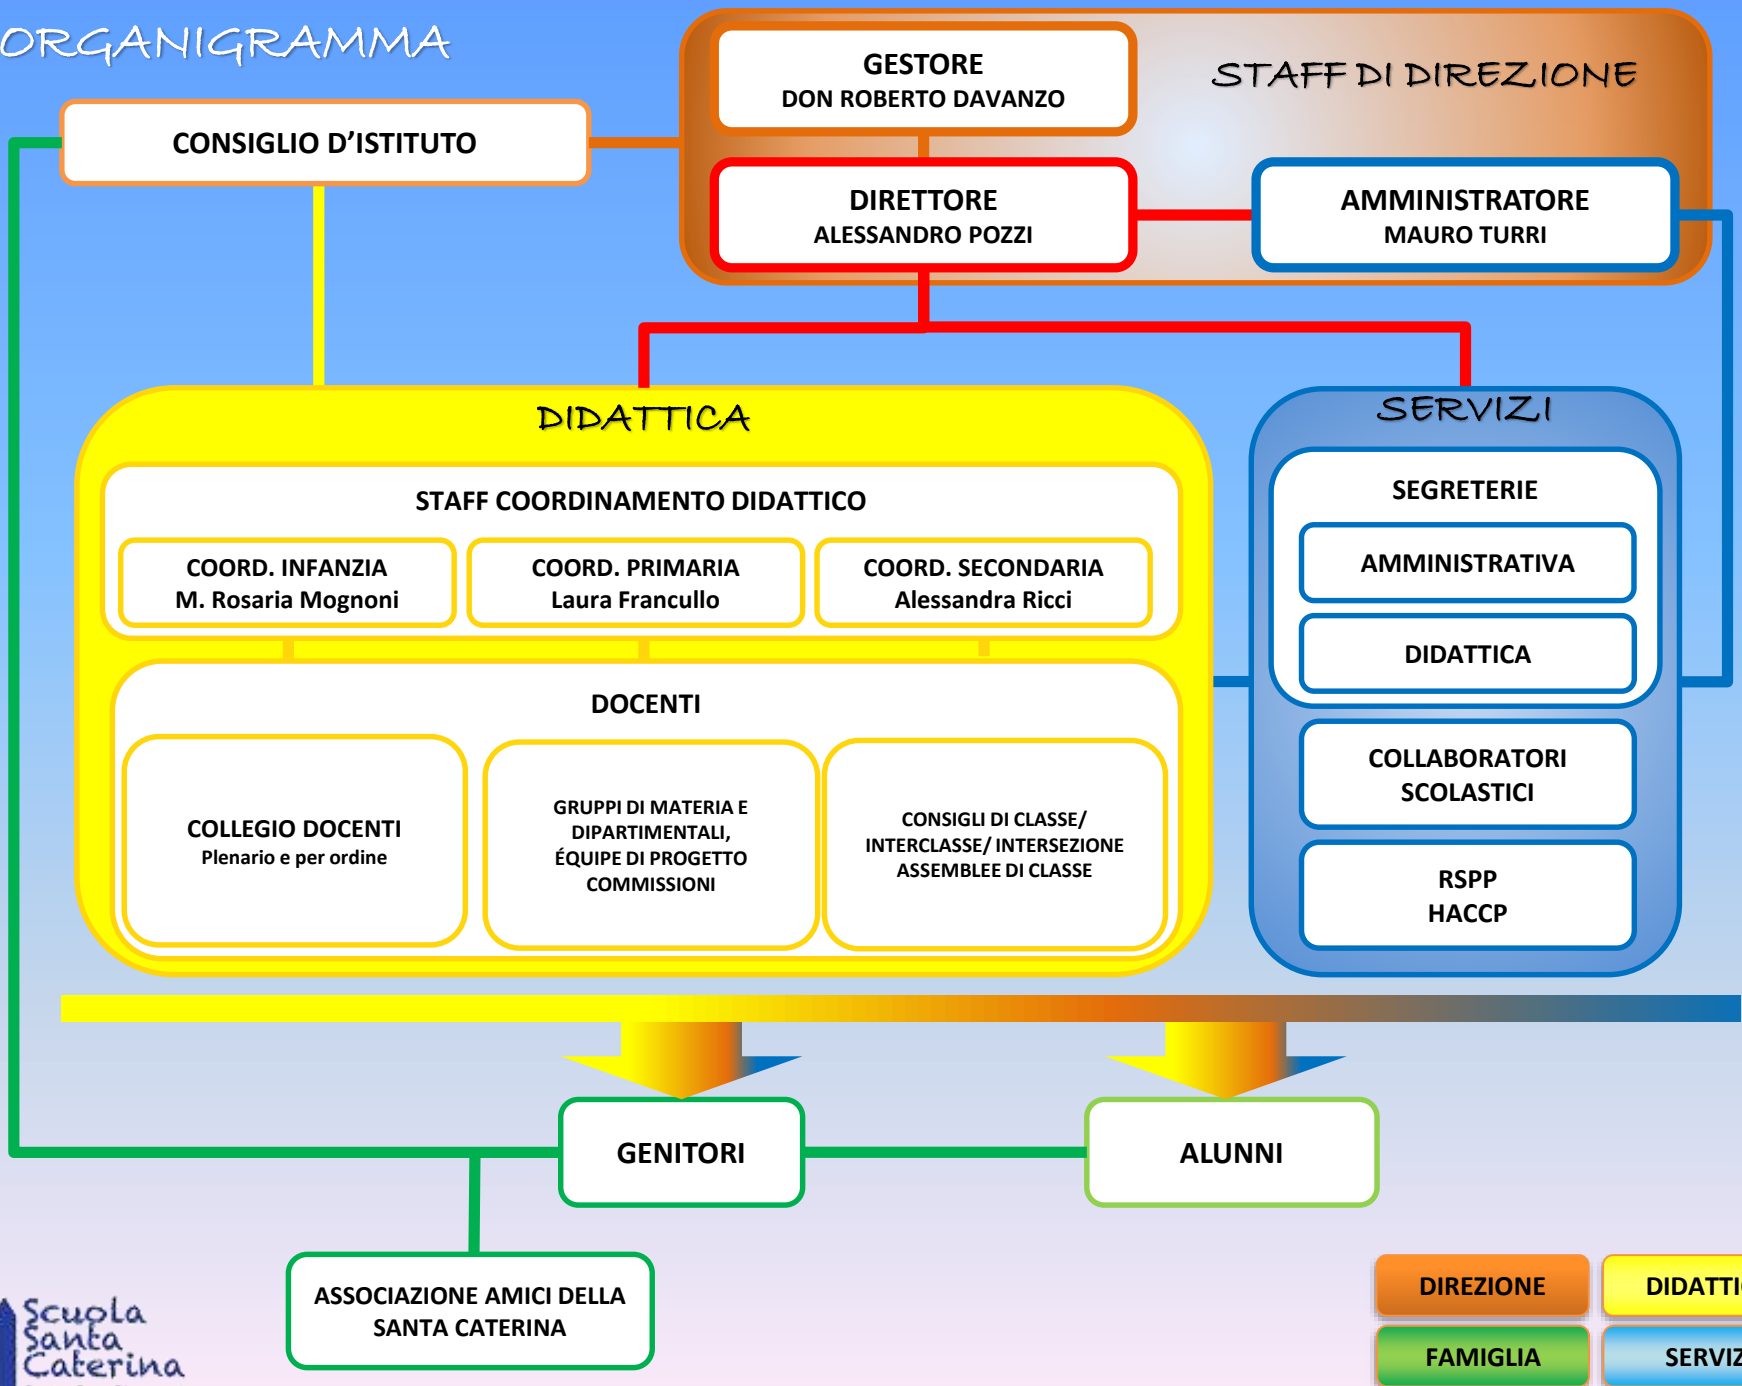 ORGANIGRAMMA
GESTORE
DON ROBERTO DAVANZO
STAFF DI DIREZIONE
CONSIGLIO D'ISTITUTO
DIRETTORE
ALESSANDRO POZZI
AMMINISTRATORE
MAURO TURRI
DIDATTICA
STAFF COORDINAMENTO DIDATTICO
COORD. INFANZIA
M. Rosaria Mognoni
COORD. PRIMARIA
Laura Francullo
COORD. SECONDARIA
Alessandra Ricci
DOCENTI
COLLEGIO DOCENTI
Plenario e per ordine
GRUPPI DI MATERIA E
DIPARTIMENTALI,
ÉQUIPE DI PROGETTO
COMMISSIONI
CONSIGLI DI CLASSE/
INTERCLASSE/ INTERSEZIONE
ASSEMBLEE DI CLASSE
SERVIZI
SEGRETERIE
AMMINISTRATIVA
DIDATTICA
COLLABORATORI
SCOLASTICI
RSPP
HACCP
GENITORI
ALUNNI
ASSOCIAZIONE AMICI DELLA
SANTA CATERINA
Scuola
Santa
Caterina
DIREZIONE
DIDATTI
FAMIGLIA
SERVIZ